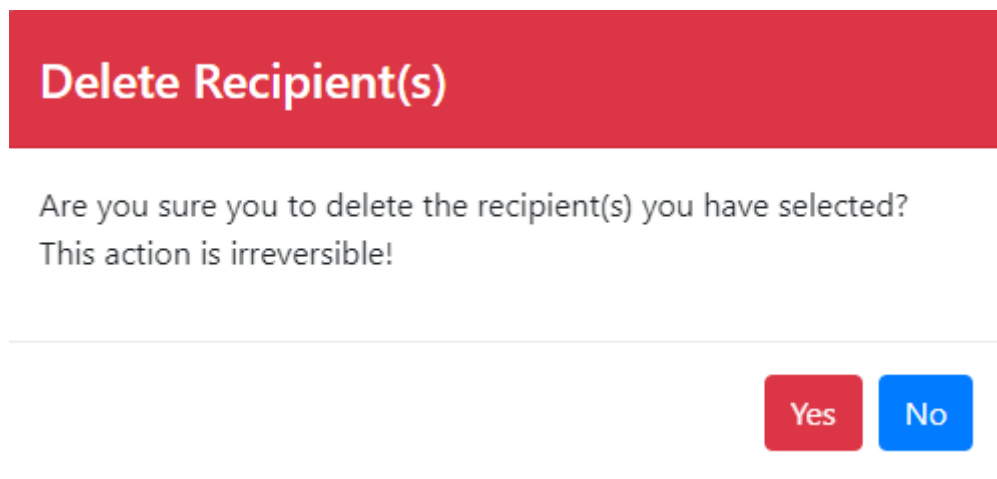 Delete Recipient(s)
Are you sure you to delete the recipient(s) you have selected?
This action is irreversible!
Yes No